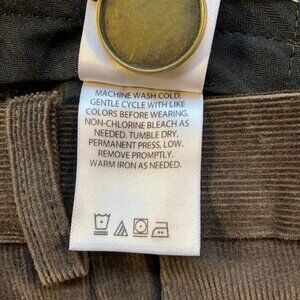 MACHINE WASH COLD.
GENTLE CYCLE WITH LIKE
COLORS BEFORE WEARING.
NON-CHLORINE BLEACH AS
NEEDED. TUMBLE DRY,
PERMANENT PRESS, LOW.
REMOVE PROMPTLY.
WARM IRON AS NEEDED.